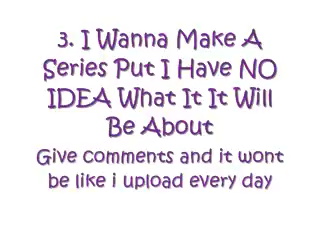 3. I Wanna Make A
Series Put I Have NO
IDEA What It It Will
Be About
Give comments and it wont
be like i upload every day